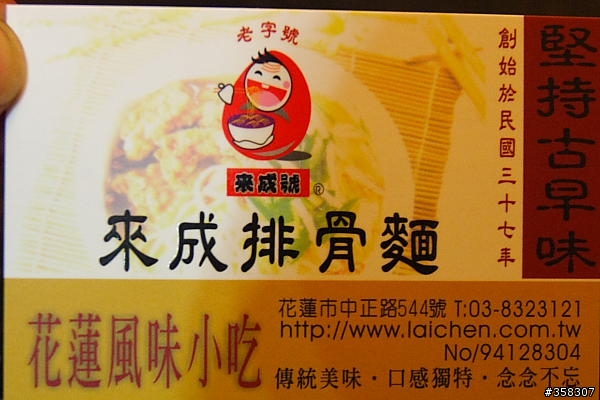 老字號
來成號®
來成排骨麵
創始於民國三十七年
堅持古早味
花蓮風味小吃
花蓮市中正路544號 T:03-8323121
http://www.laichen.com.tw
No/94128304
傳統美味·口感獨特·念念不忘
#358307